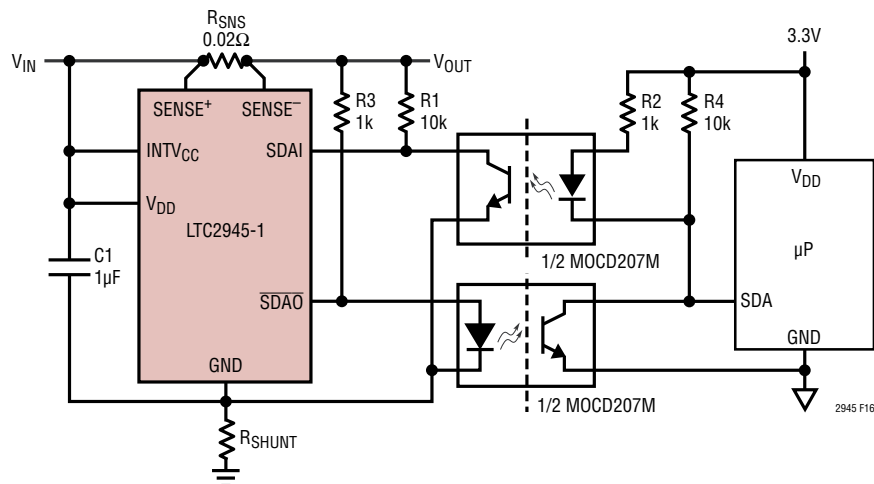 R_SNS
0.02Ω
V_IN
V_OUT
3.3V
SENSE+
SENSE–
R3
1k
R1
10k
R2
1k
R4
10k
INTV_CC
SDAI
V_DD
V_DD
LTC2945-1
µP
C1
1µF
1/2 MOCD207M
SDAO
SDA
GND
GND
1/2 MOCD207M
2945 F16
R_SHUNT